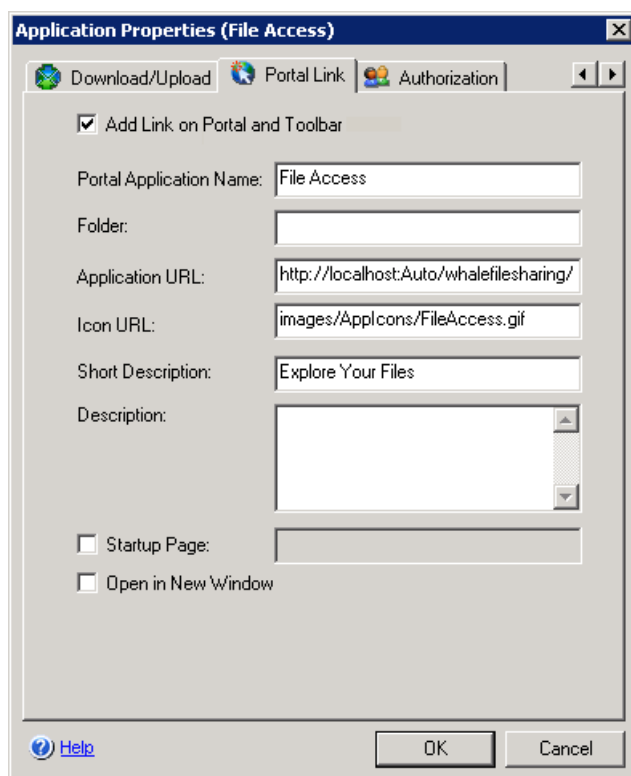 Application Properties (File Access)
Download/Upload Portal Link Authorization
Add Link on Portal and Toolbar
Portal Application Name: File Access
Folder:
Application URL: http://localhost:Auto/whalefilesharing/
Icon URL: images/AppIcons/FileAccess.gif
Short Description: Explore Your Files
Description:
Startup Page:
Open in New Window
Help OK Cancel